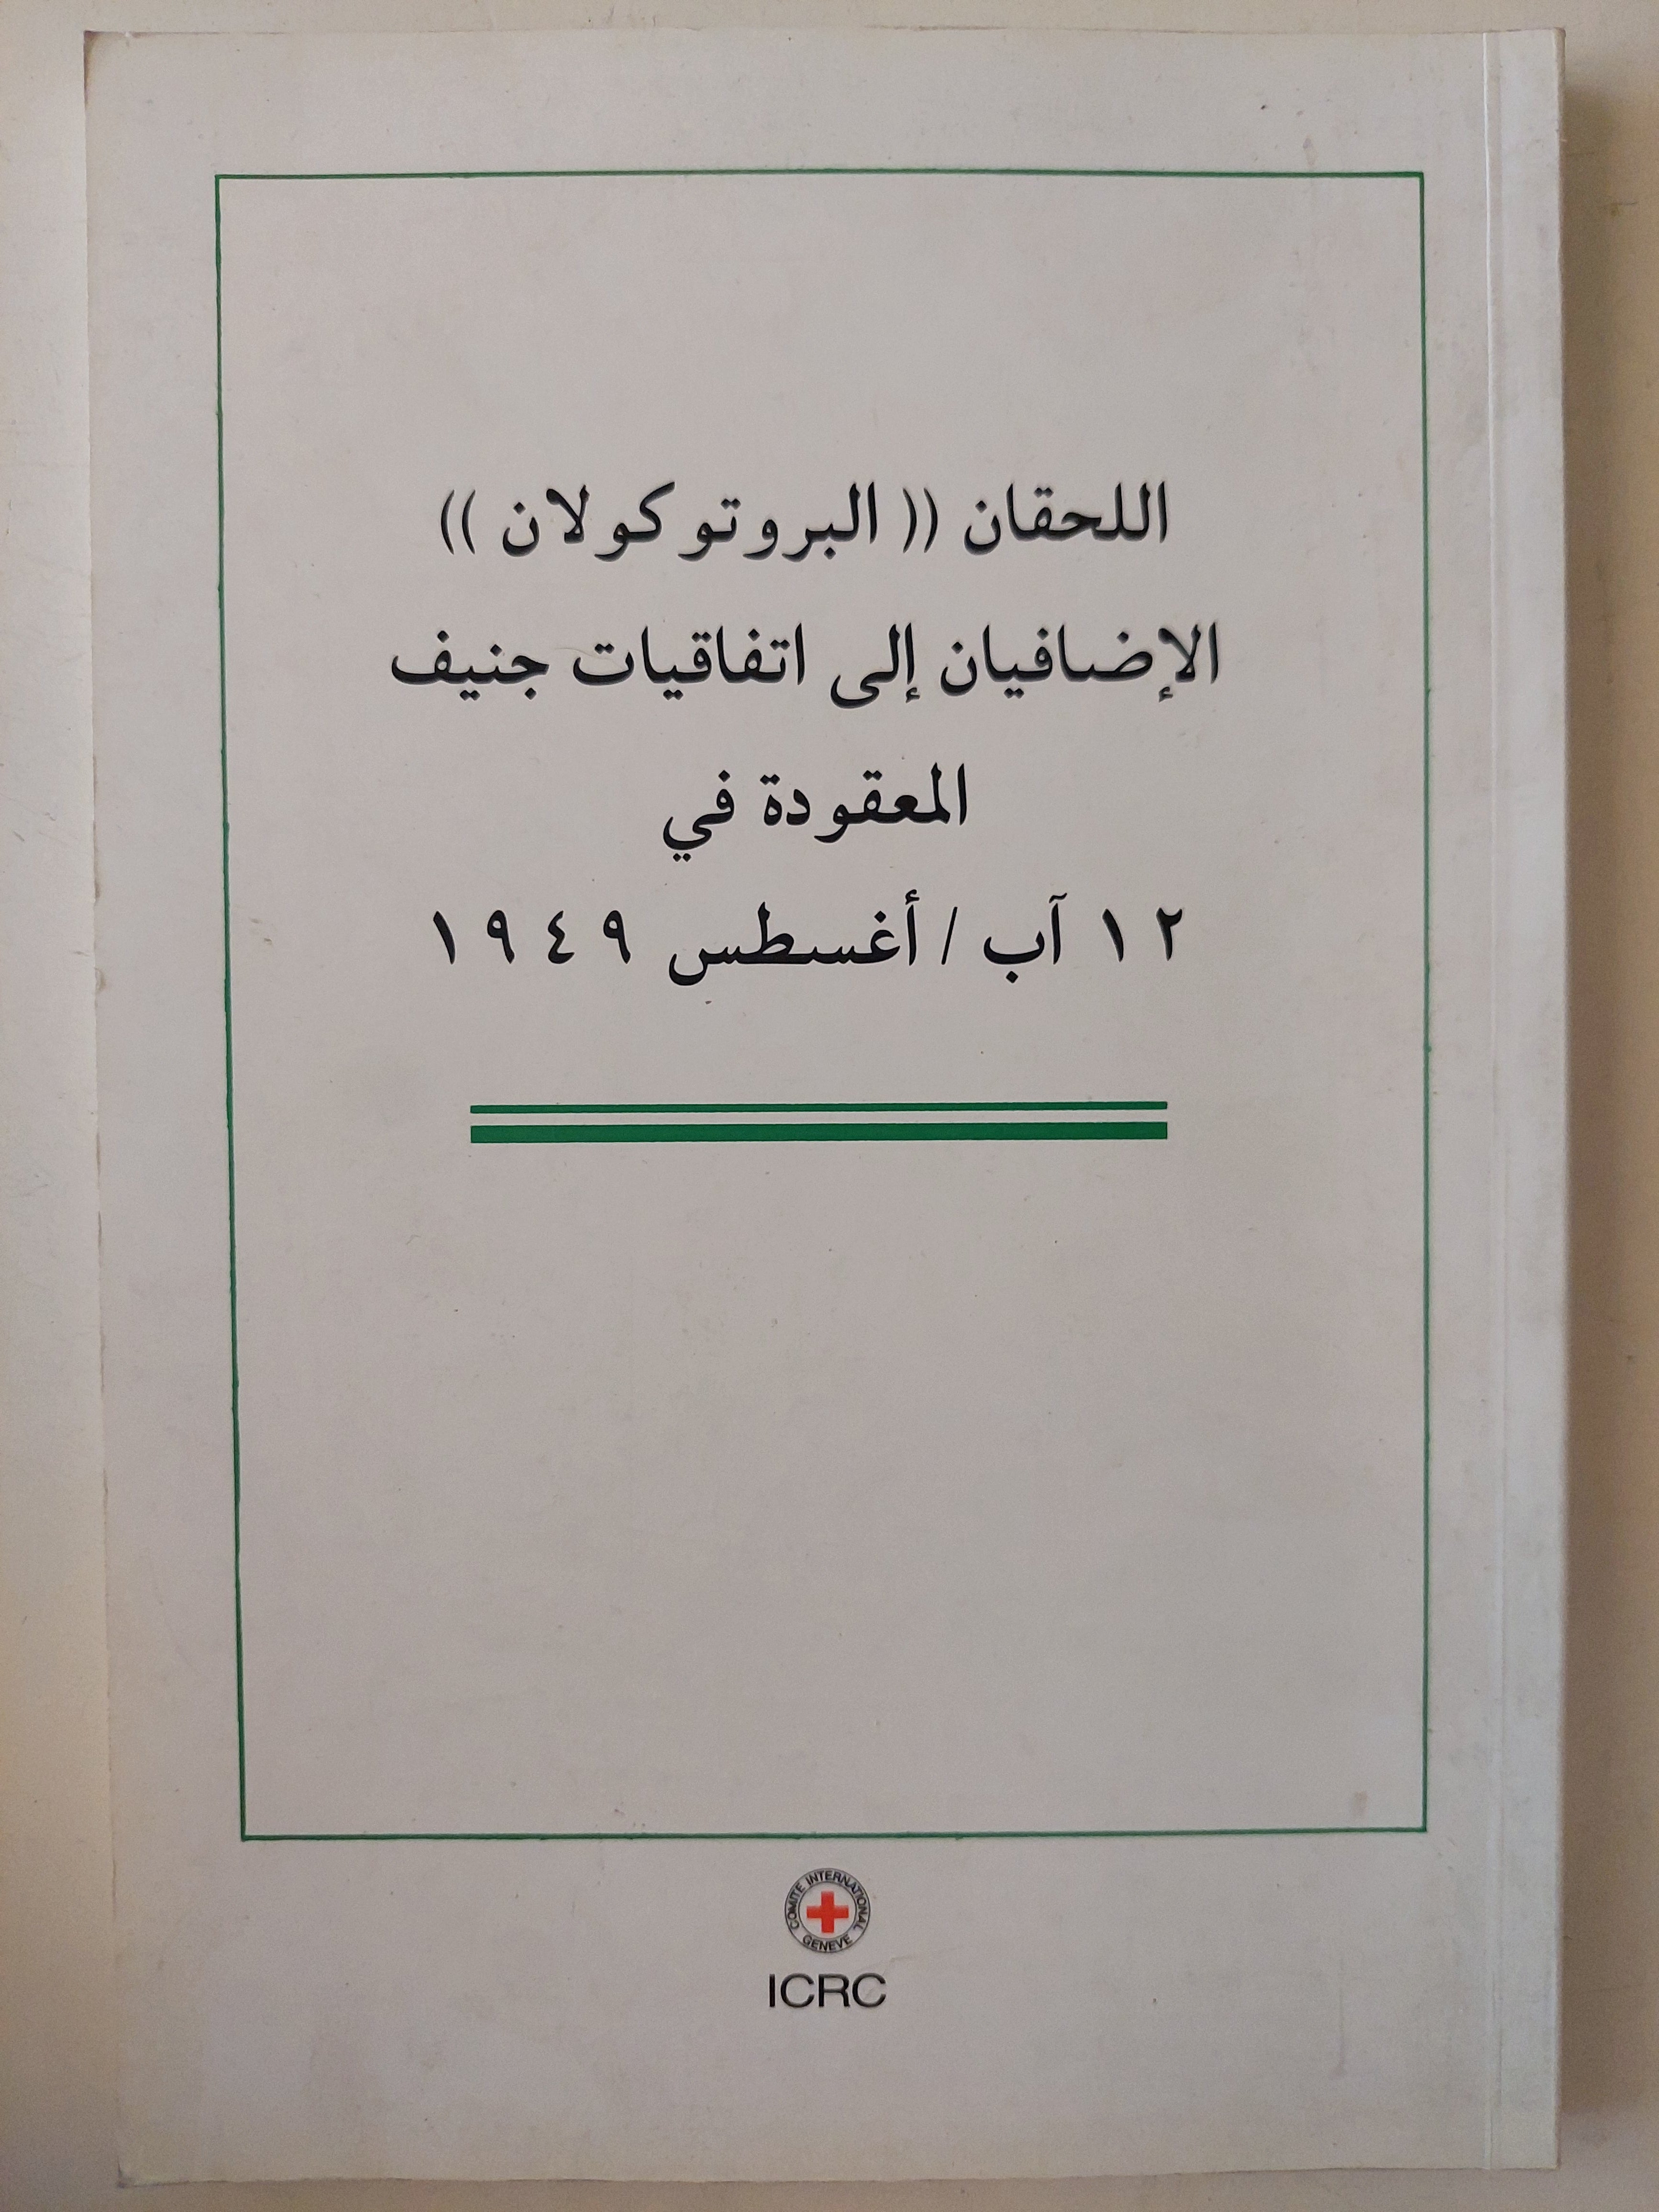 اللحقان (( البروتوكولان ))
الإضافيان إلى اتفاقيات جنيف
المعقودة في
١٢ آب / أغسطس ١٩٤٩
COMITE INTERNATIONAL GENEVE
ICRC